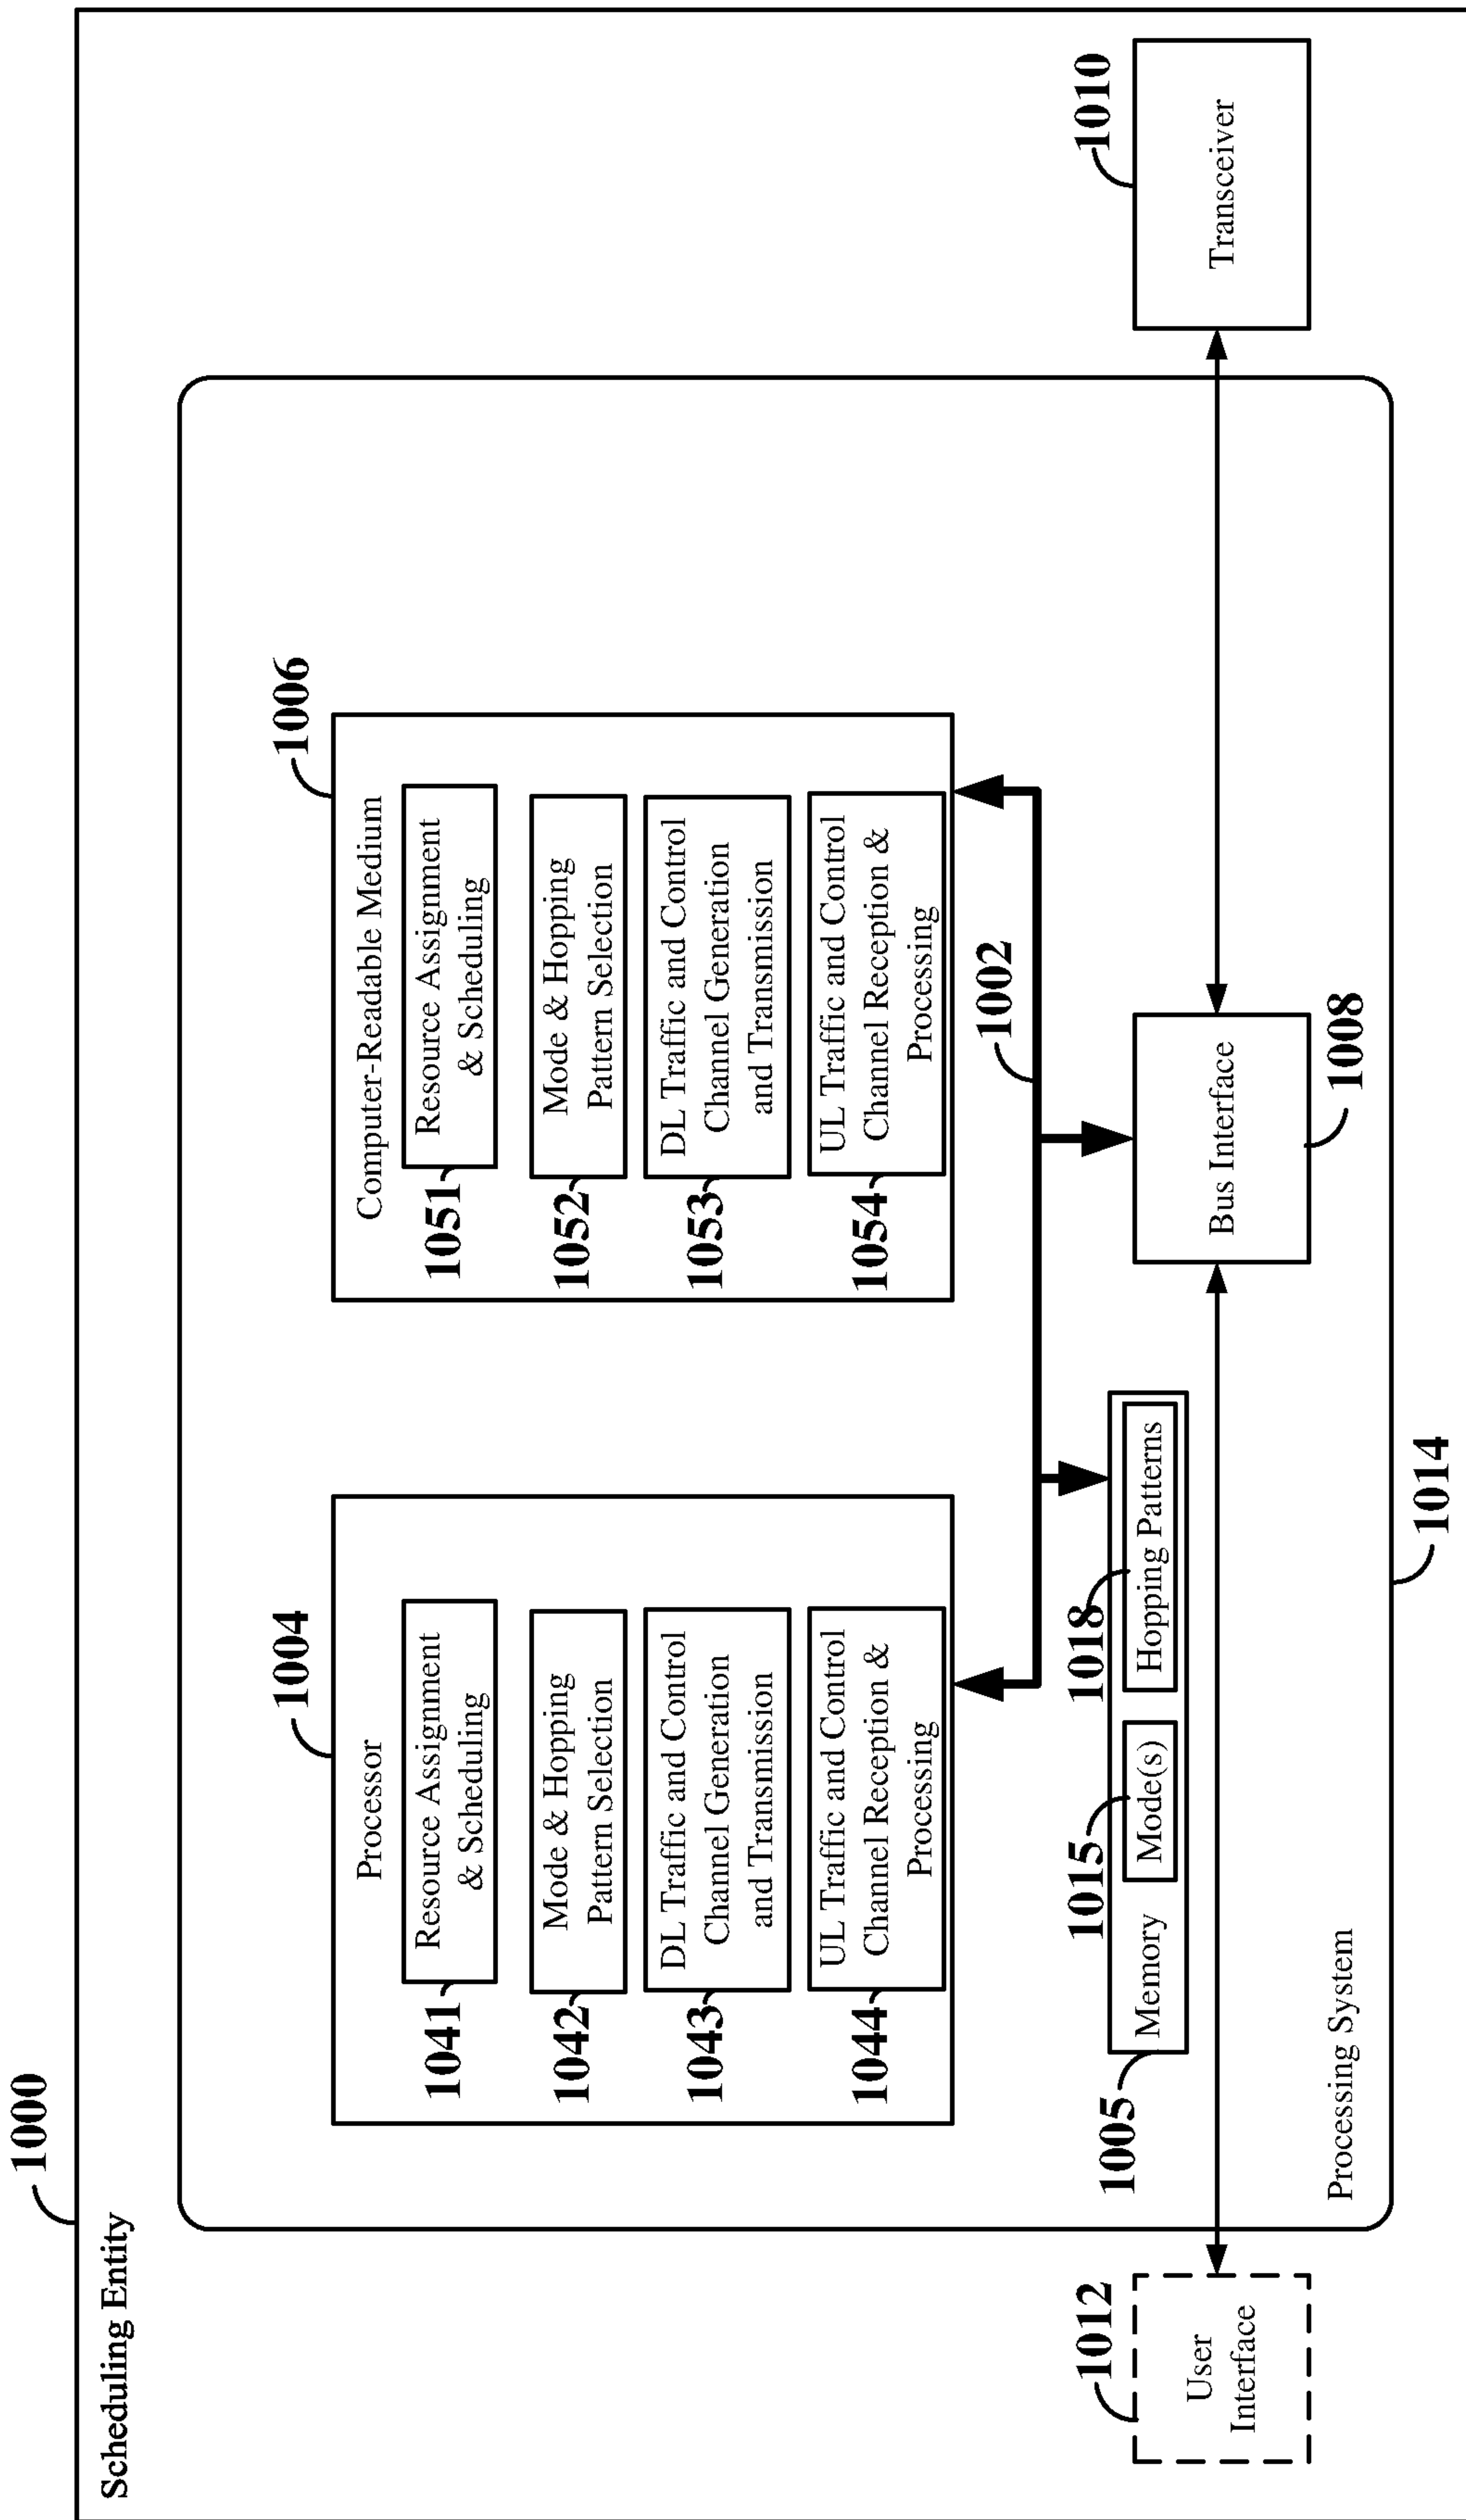 1000
Scheduling Entity
1004
Processor
1041
Resource Assignment
& Scheduling
1042
Mode & Hopping
Pattern Selection
1043
DL Traffic and Control
Channel Generation
and Transmission
1044
UL Traffic and Control
Channel Reception &
Processing
1006
Computer-Readable Medium
1051
Resource Assignment
& Scheduling
1052
Mode & Hopping
Pattern Selection
1053
DL Traffic and Control
Channel Generation
and Transmission
1054
UL Traffic and Control
Channel Reception &
Processing
1002
1005
Memory
1015
Mode(s)
1018
Hopping Patterns
1012
User
Interface
Bus Interface
1008
1010
Transceiver
Processing System
1014